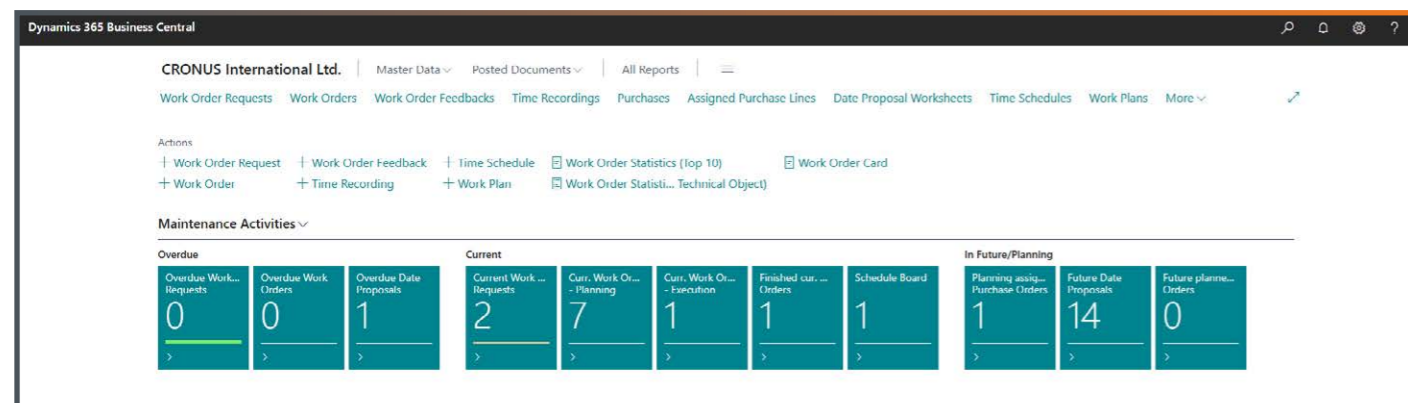 Dynamics 365 Business Central
?
CRONUS International Ltd. Master Data Posted Documents All Reports
Work Order Requests Work Orders Work Order Feedbacks Time Recordings Purchases Assigned Purchase Lines Date Proposal Worksheets Time Schedules Work Plans More
Actions
+ Work Order Request + Work Order Feedback + Time Schedule Work Order Statistics (Top 10) Work Order Card
+ Work Order + Time Recording + Work Plan Work Order Statisti... Technical Object)
Maintenance Activities
Overdue Current In Future/Planning
Overdue Work... Overdue Work Overdue Date Current Work ... Curr. Work Or... Curr. Work Or... Finished cur. ... Schedule Board Planning assig... Future Date Future planne...
Requests Orders Proposals Requests - Planning - Execution Orders Purchase Orders Proposals Orders
0 0 1 2 7 1 1 1 1 14 0